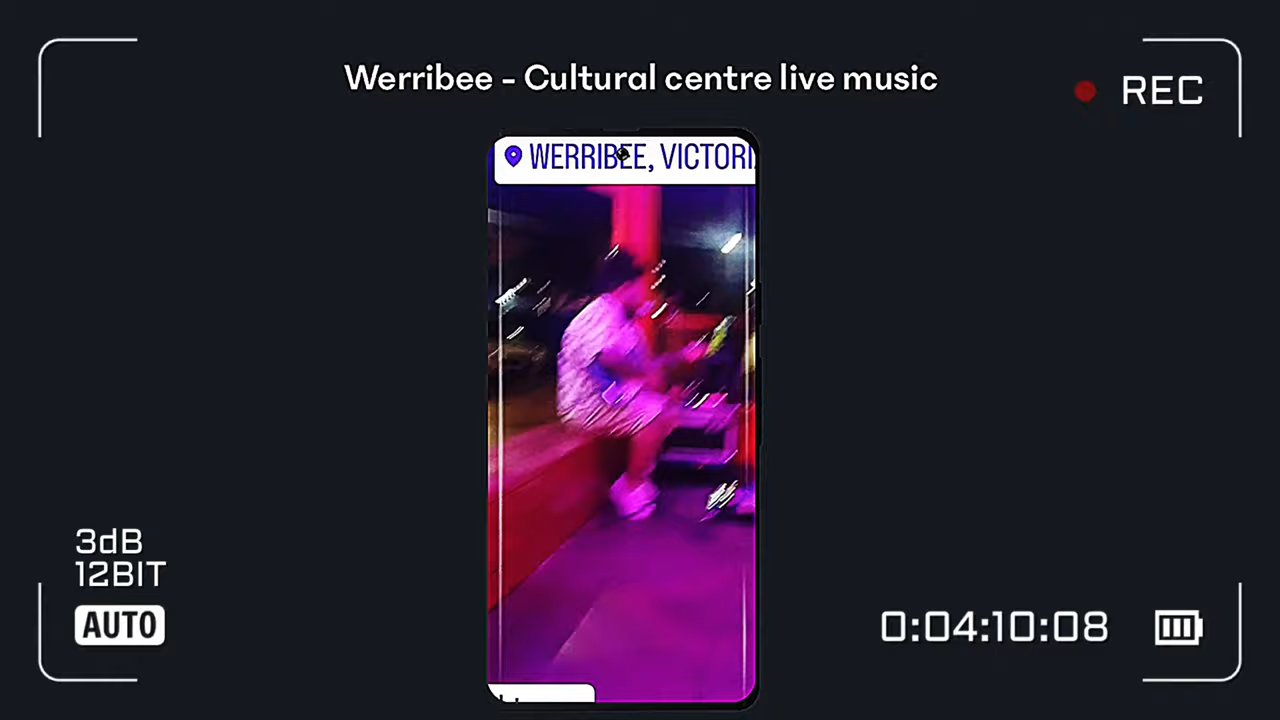 Werribee - Cultural centre live music
REC
WERRIBEE, VICTORI
3dB
12BIT
AUTO
0:04:10:08